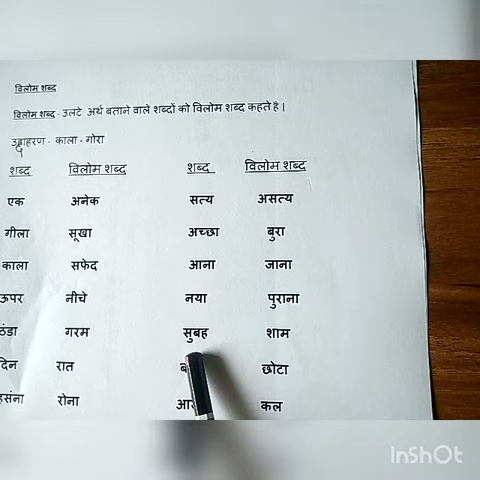 विलोम शब्द
विलोम शब्द - उलटे अर्थ बताने वाले शब्दों को विलोम शब्द कहते है |
उदाहरण - काला - गोरा
शब्द विलोम शब्द शब्द विलोम शब्द
एक अनेक सत्य असत्य
गीला सूखा अच्छा बुरा
काला सफेद आना जाना
ऊपर नीचे नया पुराना
ठंडा गरम सुबह शाम
दिन रात छोटा
हसंना रोना कल
InShOt